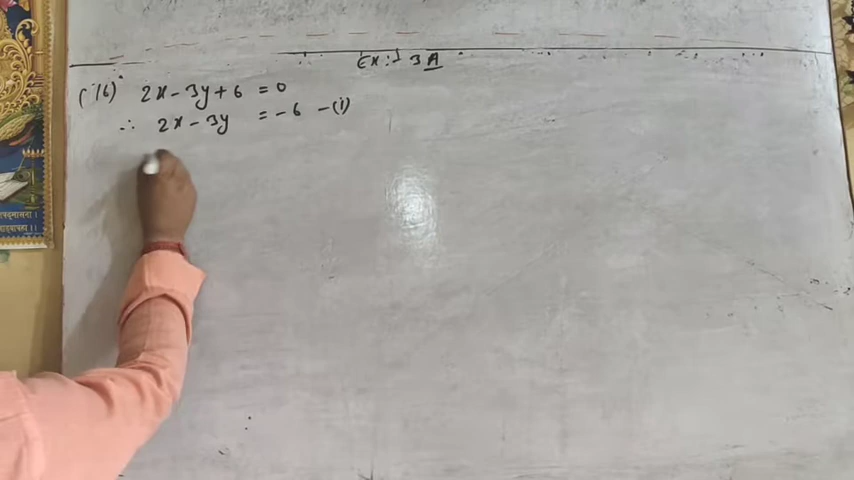 Ex:- 3A
(16) 2x - 3y + 6 = 0
∴ 2x - 3y = -6 - (i)